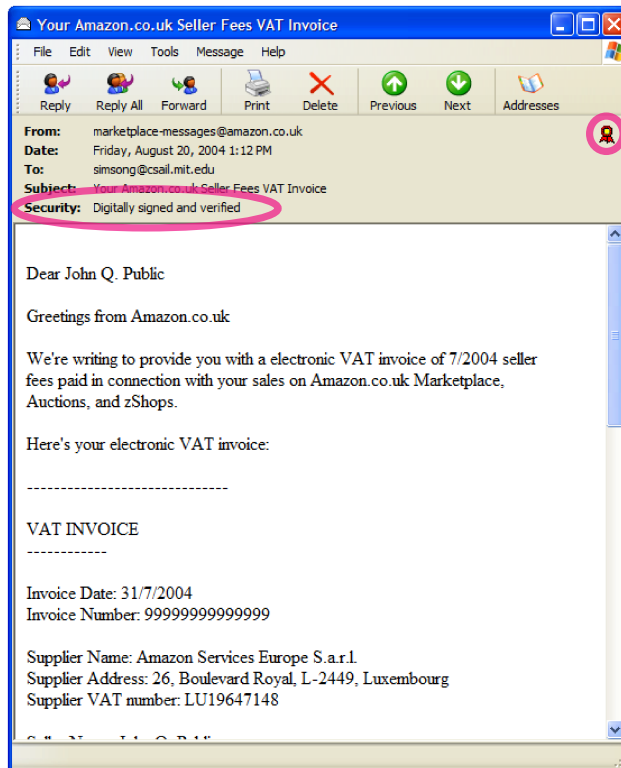 Your Amazon.co.uk Seller Fees VAT Invoice
File Edit View Tools Message Help
Reply Reply All Forward Print Delete Previous Next Addresses
From: marketplace-messages@amazon.co.uk
Date: Friday, August 20, 2004 1:12 PM
To: simsong@csail.mit.edu
Subject: Your Amazon.co.uk Seller Fees VAT Invoice
Security: Digitally signed and verified
Dear John Q. Public
Greetings from Amazon.co.uk
We're writing to provide you with a electronic VAT invoice of 7/2004 seller
fees paid in connection with your sales on Amazon.co.uk Marketplace,
Auctions, and zShops.
Here's your electronic VAT invoice:
------------------------------
VAT INVOICE
------------
Invoice Date: 31/7/2004
Invoice Number: 99999999999999
Supplier Name: Amazon Services Europe S.a.r.l.
Supplier Address: 26, Boulevard Royal, L-2449, Luxembourg
Supplier VAT number: LU19647148